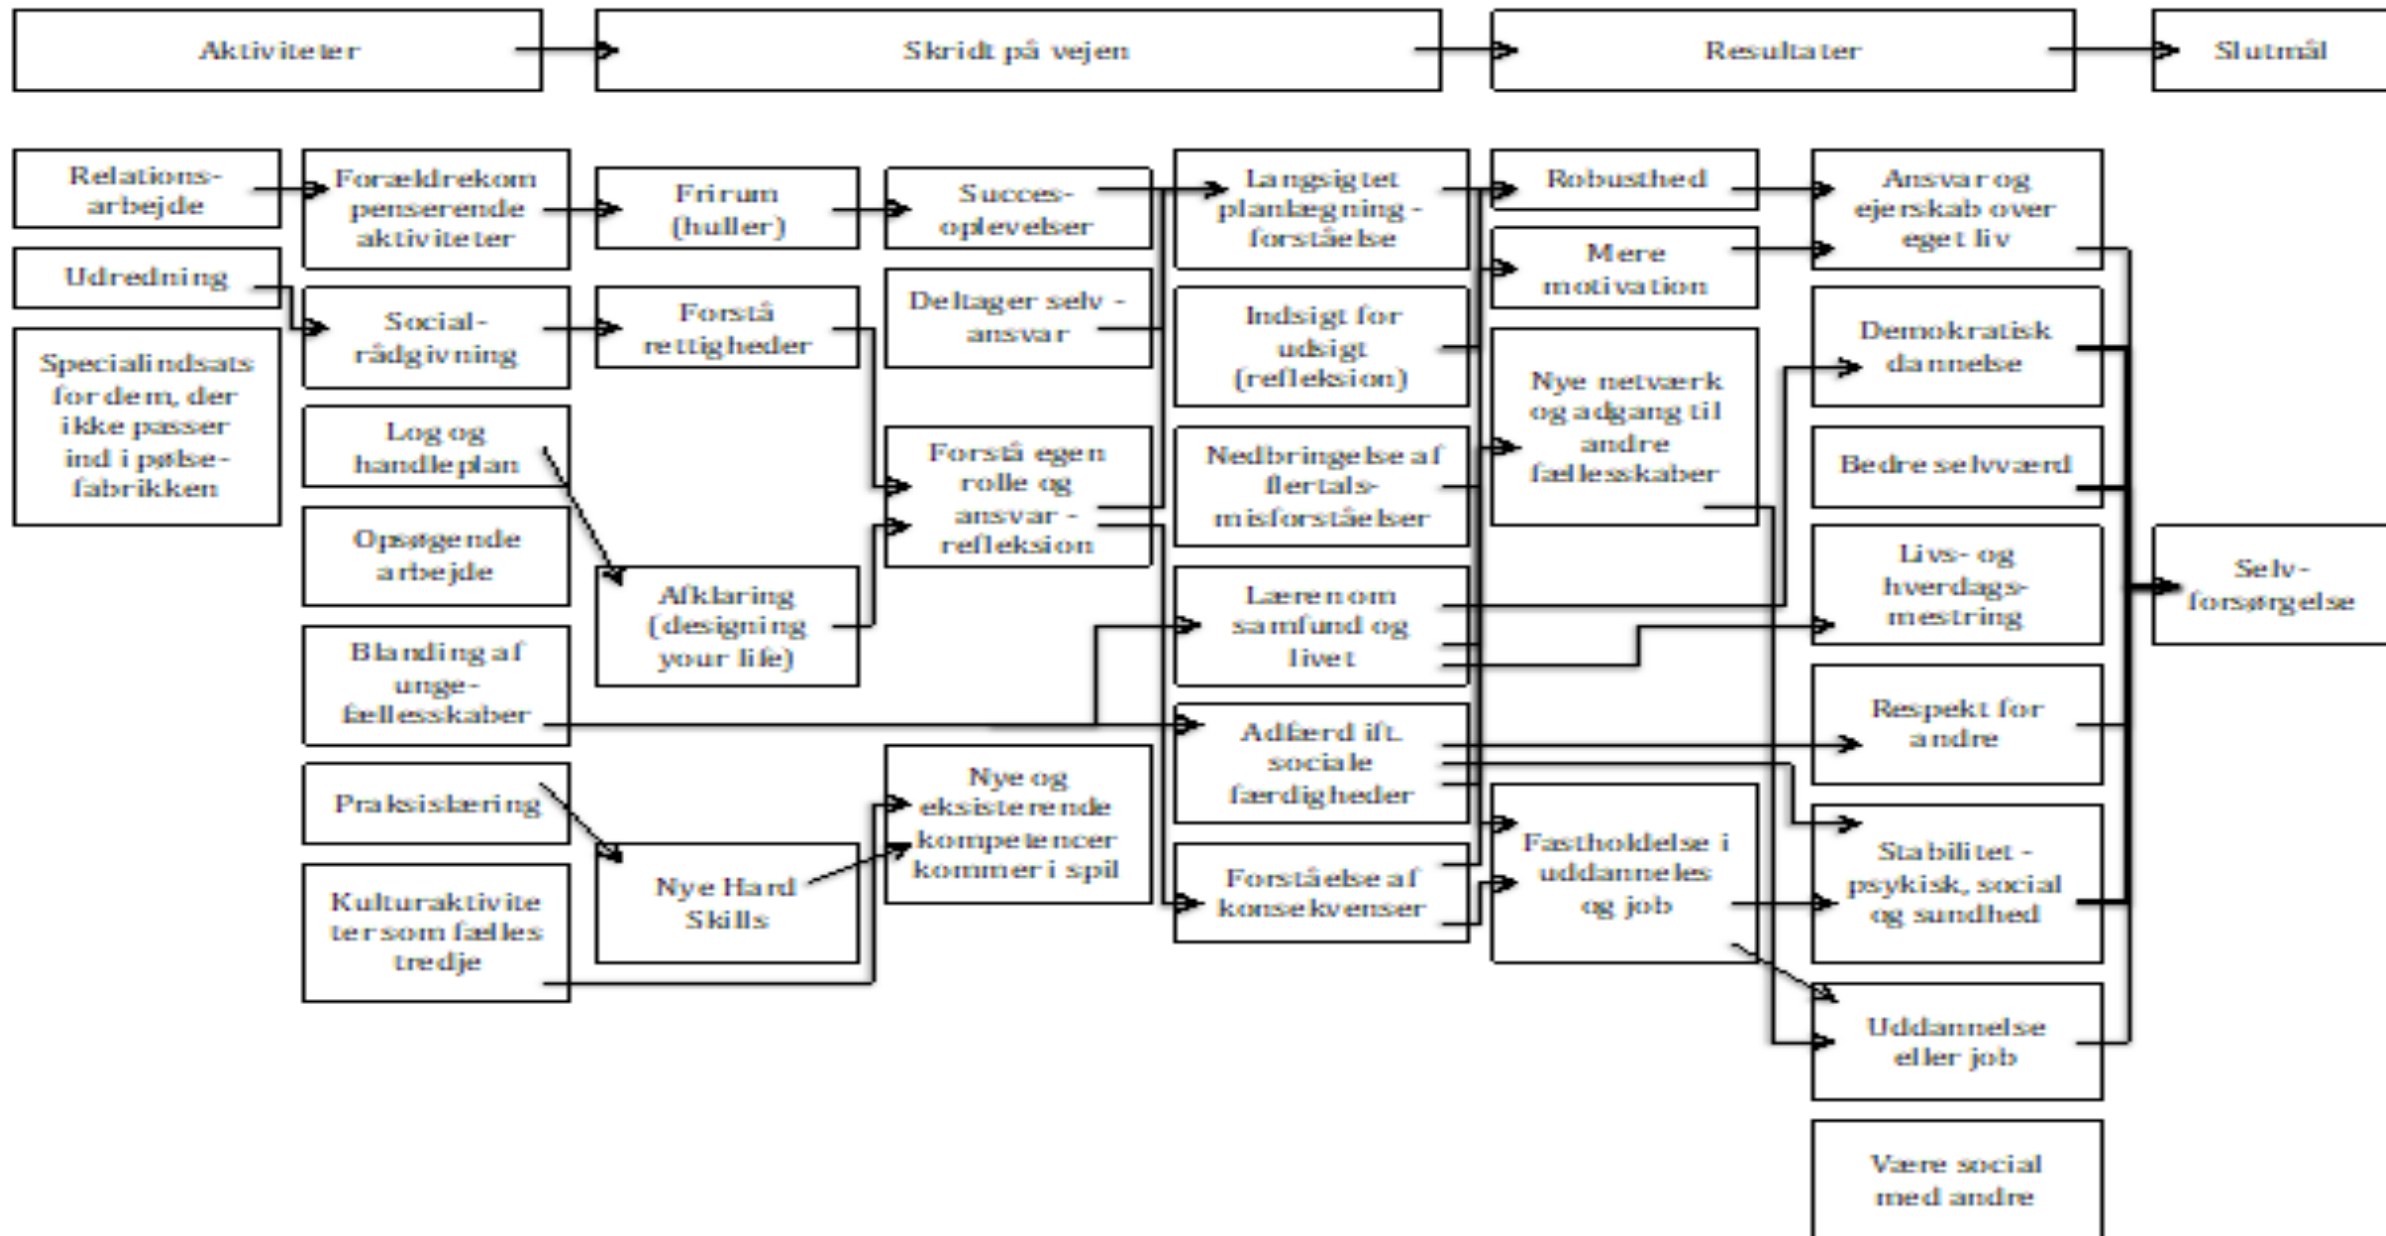 Aktiviteter
Skridt på vejen
Resultater
Slutmål
Relations-
arbejde
Udredning
Specialindsats
for dem, der
ikke passer
ind i pølse-
fabrikken
Forældrekom
penserende
aktiviteter
Social-
rådgivning
Log og
handleplan
Opsøgende
arbejde
Blanding af
unge-
fællesskaber
Praksislæring
Kulturaktivite
ter som fælles
tredje
Frirum
(huller)
Forstå
rettigheder
Afklaring
(designing
your life)
Nye Hard
Skills
Succes-
oplevelser
Deltager selv -
ansvar
Forstå egen
rolle og
ansvar -
refleksion
Nye og
eksisterende
kompetencer
kommer i spil
Langsigtet
planlægning -
forståelse
Indsigt for
udsigt
(refleksion)
Nedbringelse af
flertals-
misforståelser
Læren om
samfund og
livet
Adfærd ift.
sociale
færdigheder
Forståelse af
konsekvenser
Robusthed
Mere
motivation
Nye netværk
og adgang til
andre
fællesskaber
Fastholdelse i
uddanneles
og job
Ansvar og
ejerskab over
eget liv
Demokratisk
dannelse
Bedre selvværd
Livs- og
hverdags-
mestring
Respekt for
andre
Stabilitet -
psykisk, social
og sundhed
Uddannelse
eller job
Være social
med andre
Selv-
forsørgelse